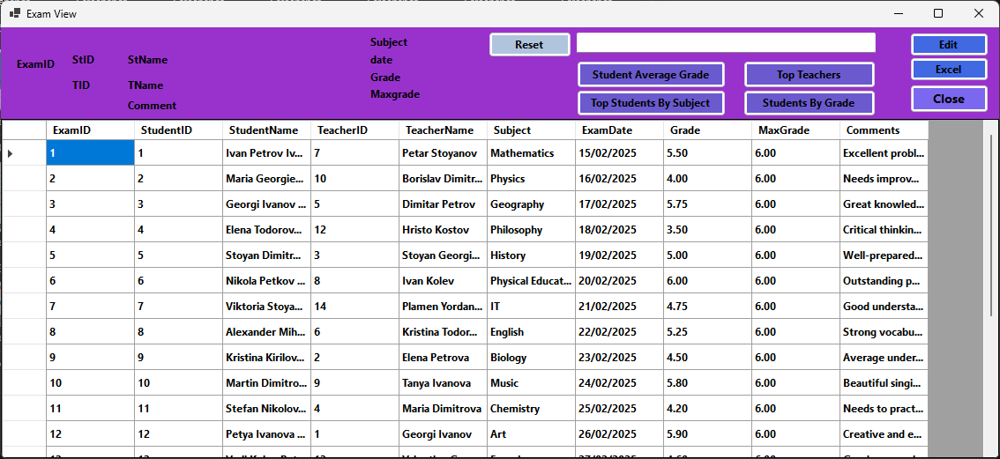 Exam View
ExamID
StID
StName
TID
TName
Comment
Subject
date
Grade
Maxgrade
Reset
Student Average Grade
Top Teachers
Top Students By Subject
Students By Grade
Edit
Excel
Close
ExamID StudentID StudentName TeacherID TeacherName Subject ExamDate Grade MaxGrade Comments
1 1 Ivan Petrov Iv... 7 Petar Stoyanov Mathematics 15/02/2025 5.50 6.00 Excellent probl...
2 2 Maria Georgie... 10 Borislav Dimitr... Physics 16/02/2025 4.00 6.00 Needs improv...
3 3 Georgi Ivanov ... 5 Dimitar Petrov Geography 17/02/2025 5.75 6.00 Great knowled...
4 4 Elena Todorov... 12 Hristo Kostov Philosophy 18/02/2025 3.50 6.00 Critical thinkin...
5 5 Stoyan Dimitr... 3 Stoyan Georgi... History 19/02/2025 5.00 6.00 Well-prepared...
6 6 Nikola Petkov ... 8 Ivan Kolev Physical Educat... 20/02/2025 6.00 6.00 Outstanding p...
7 7 Viktoria Stoya... 14 Plamen Yordan... IT 21/02/2025 4.75 6.00 Good understa...
8 8 Alexander Mih... 6 Kristina Todor... English 22/02/2025 5.25 6.00 Strong vocabu...
9 9 Kristina Kirilov... 2 Elena Petrova Biology 23/02/2025 4.50 6.00 Average under...
10 10 Martin Dimitro... 9 Tanya Ivanova Music 24/02/2025 5.80 6.00 Beautiful singi...
11 11 Stefan Nikolov... 4 Maria Dimitrova Chemistry 25/02/2025 4.20 6.00 Needs to pract...
12 12 Petya Ivanova ... 1 Georgi Ivanov Art 26/02/2025 5.90 6.00 Creative and e...